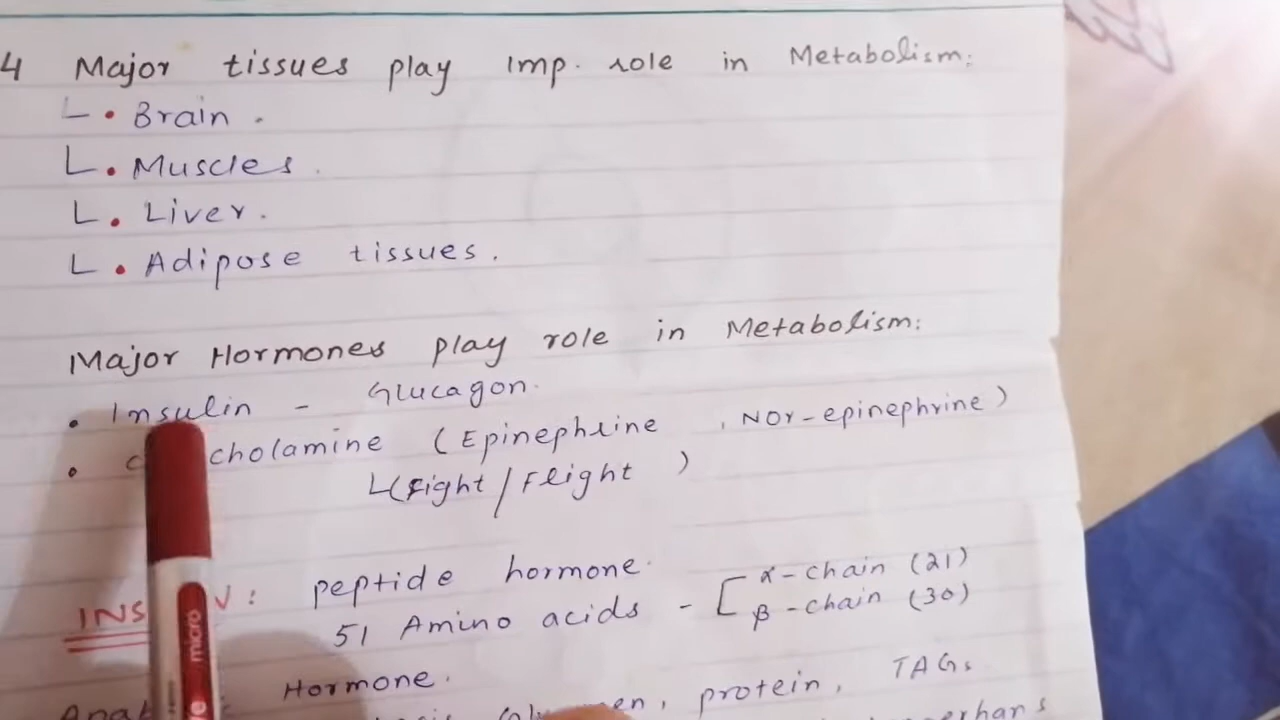 4 Major tissues play imp. role in Metabolism:
• Brain.
• Muscles.
• Liver.
• Adipose tissues.
Major Hormones play role in Metabolism:
• Insulin - Glucagon.
• cholamine (Epinephrine, Nor-epinephrine)
(Fight/Flight)
INS : peptide hormone.
51 Amino acids - [ α-chain (21)
β-chain (30)
Hormone.
protein, TAGs
micro